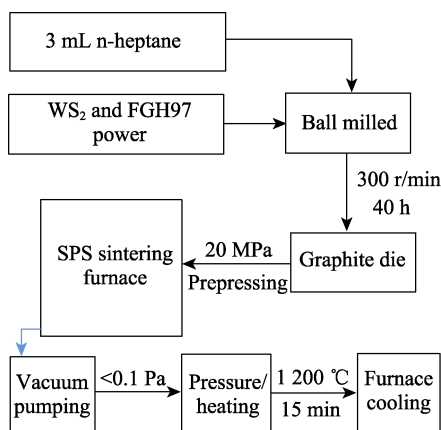 3 mL n-heptane
WS₂ and FGH97
power
Ball milled
300 r/min
40 h
SPS sintering
furnace
20 MPa
Prepressing
Graphite die
Vacuum
pumping
<0.1 Pa
Pressure/
heating
1 200 ℃
15 min
Furnace
cooling